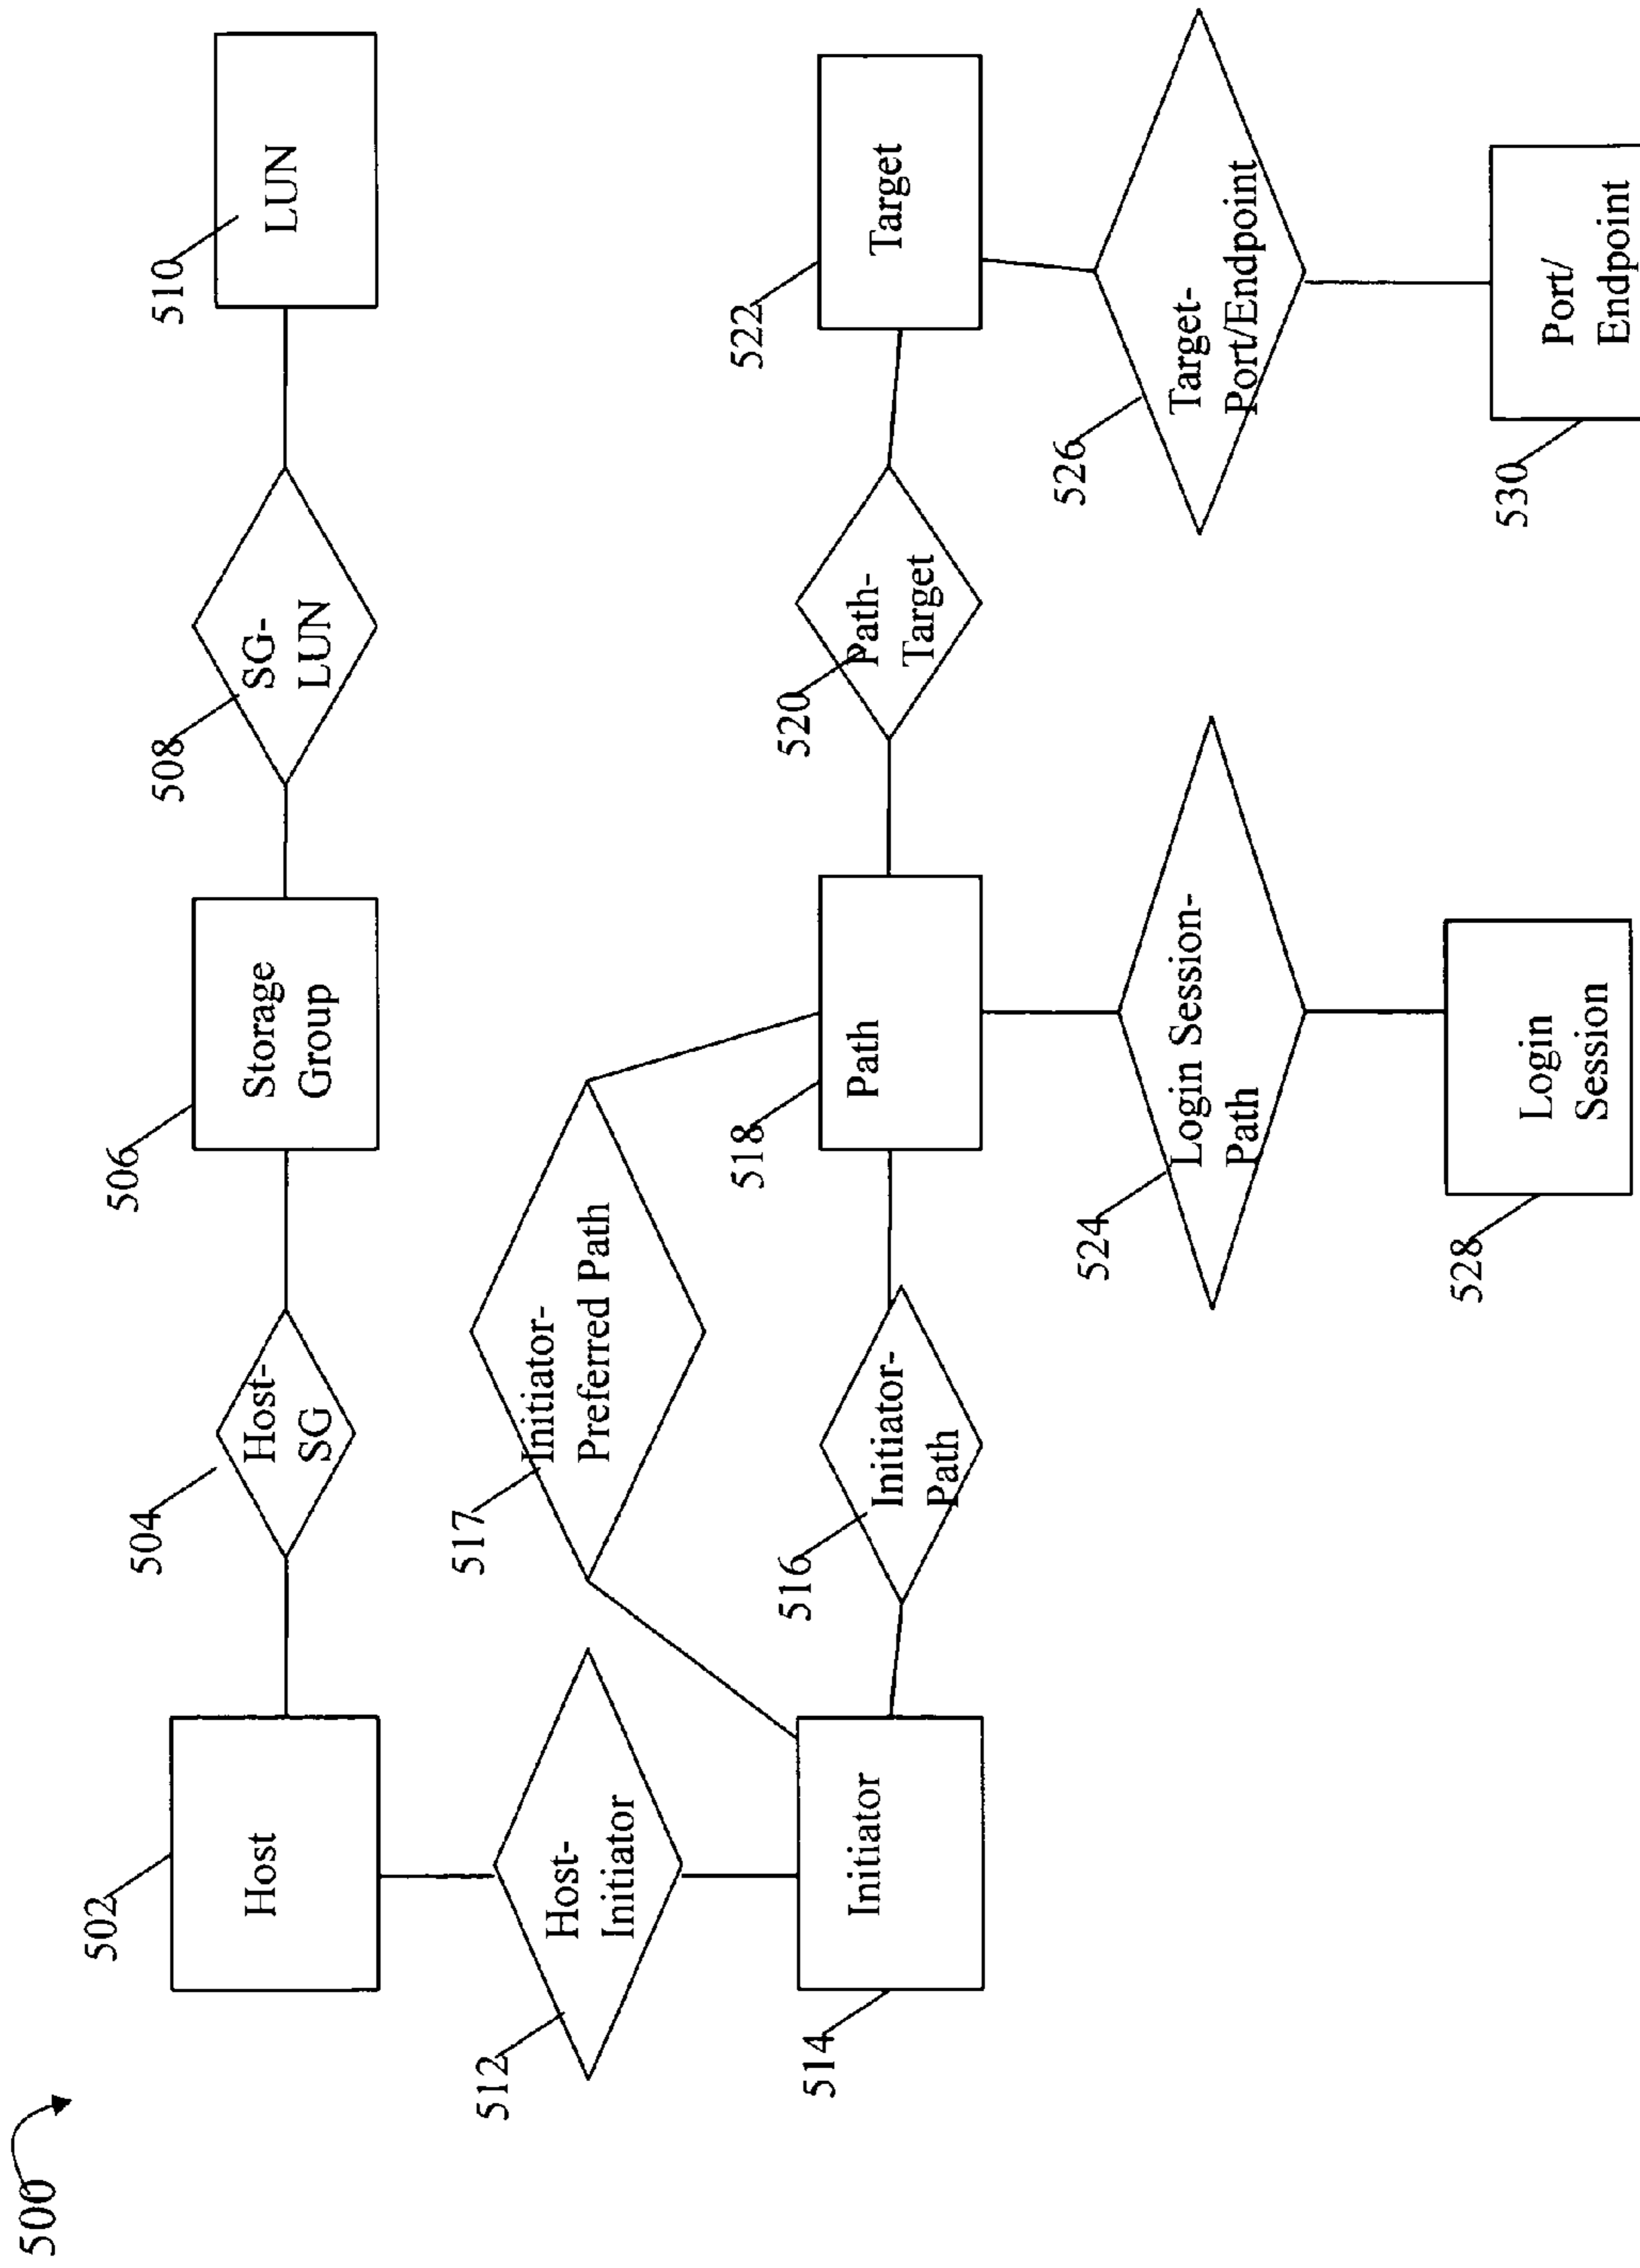 500
502
Host
504
Host-
SG
506
Storage
Group
508
SG-
LUN
510
LUN
512
Host-
Initiator
517
Initiator-
Preferred Path
514
Initiator
516
Initiator-
Path
518
Path
520
Path-
Target
522
Target
524
Login Session-
Path
526
Target-
Port/Endpoint
528
Login
Session
530
Port/
Endpoint